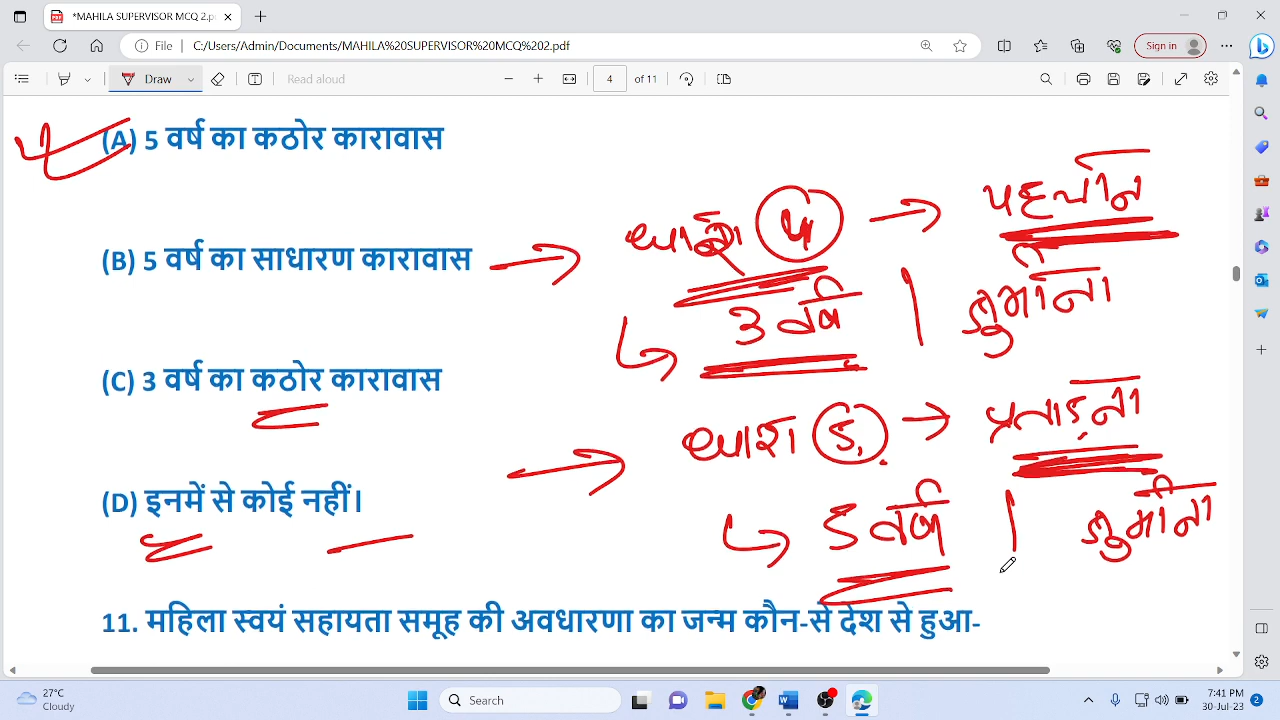 *MAHILA SUPERVISOR MCQ 2.p
File C:/Users/Admin/Documents/MAHILA%20SUPERVISOR%20MCQ%202.pdf Sign in
Draw Read aloud 4 of 11
(A) 5 वर्ष का कठोर कारावास
(B) 5 वर्ष का साधारण कारावास
(C) 3 वर्ष का कठोर कारावास
(D) इनमें से कोई नहीं।
पहचान
3 वर्ष | जुर्माना
धारा 5 प्रताड़ना
5 वर्ष | जुर्माना
11. महिला स्वयं सहायता समूह की अवधारणा का जन्म कौन-से देश से हुआ-
27°C
Cloudy
Search
7:41 PM
30-Jul-23
2